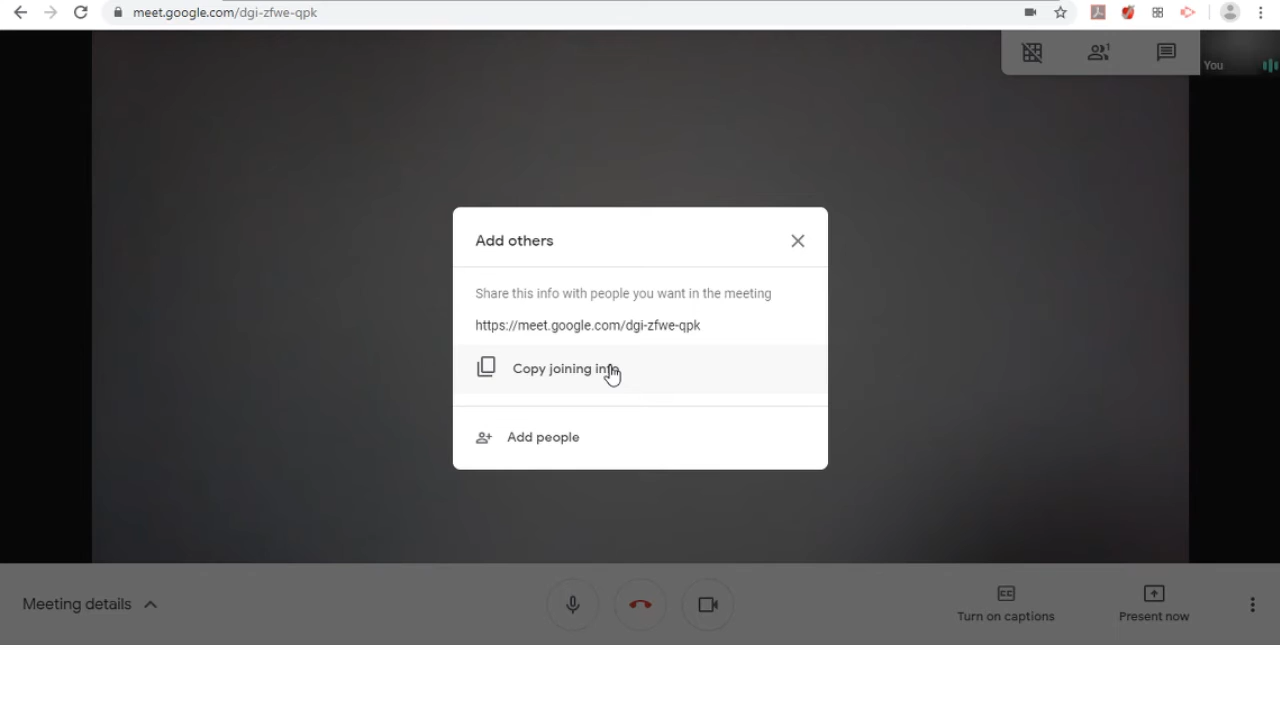 meet.google.com/dgi-zfwe-qpk
1
You
Add others
Share this info with people you want in the meeting
https://meet.google.com/dgi-zfwe-qpk
Copy joining info
Add people
Meeting details
CC
Turn on captions
Present now